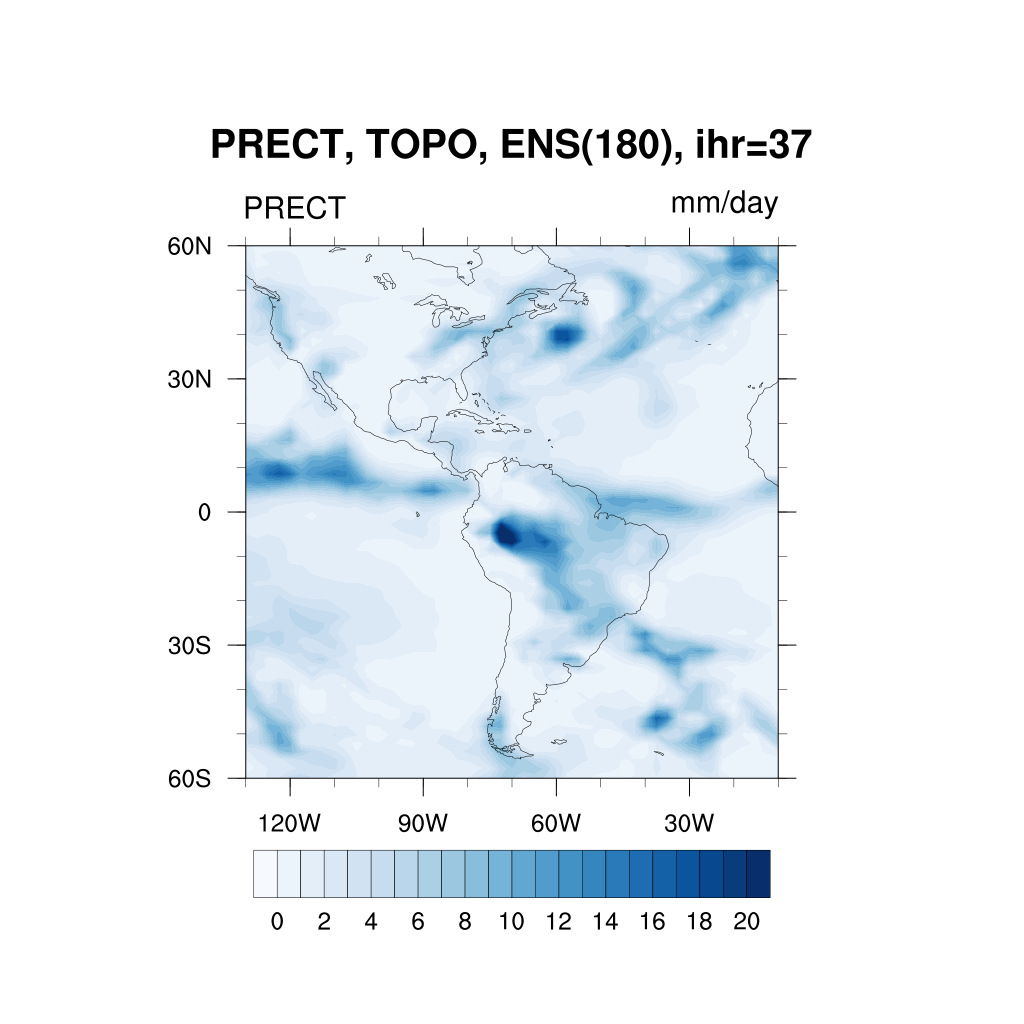 PRECT, TOPO, ENS(180), ihr=37
PRECT mm/day
60N
30N
0
30S
60S
120W 90W 60W 30W
0 2 4 6 8 10 12 14 16 18 20